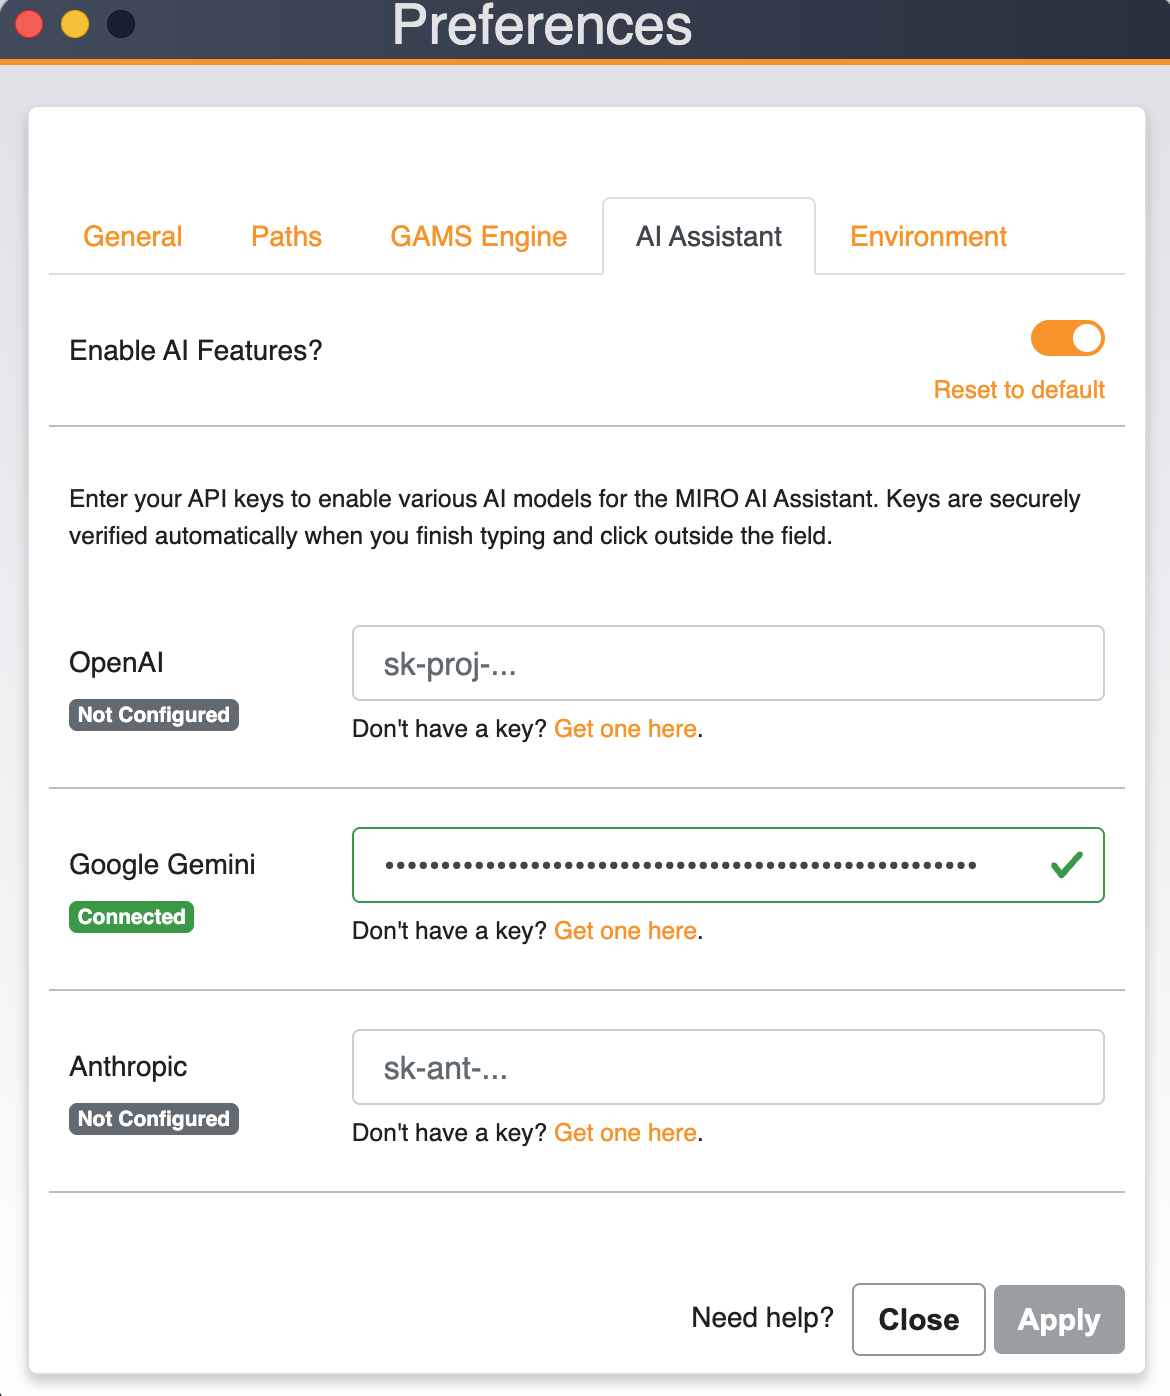 Preferences
General
Paths
GAMS Engine
AI Assistant
Environment
Enable AI Features?
Reset to default
Enter your API keys to enable various AI models for the MIRO AI Assistant. Keys are securely
verified automatically when you finish typing and click outside the field.
OpenAI
sk-proj-...
Not Configured
Don't have a key? Get one here.
Google Gemini
Connected
Don't have a key? Get one here.
Anthropic
sk-ant-...
Not Configured
Don't have a key? Get one here.
Need help?
Close
Apply